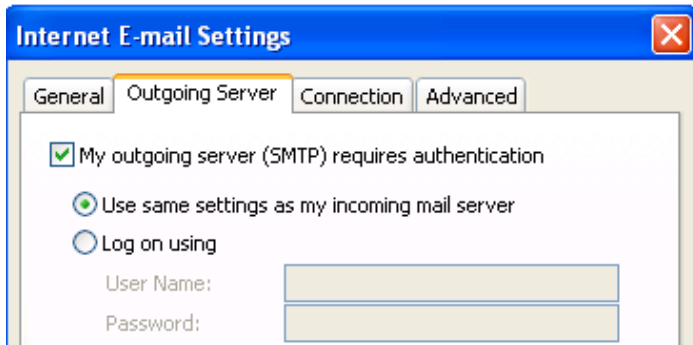 Internet E-mail Settings
General Outgoing Server Connection Advanced
My outgoing server (SMTP) requires authentication
Use same settings as my incoming mail server
Log on using
User Name:
Password: